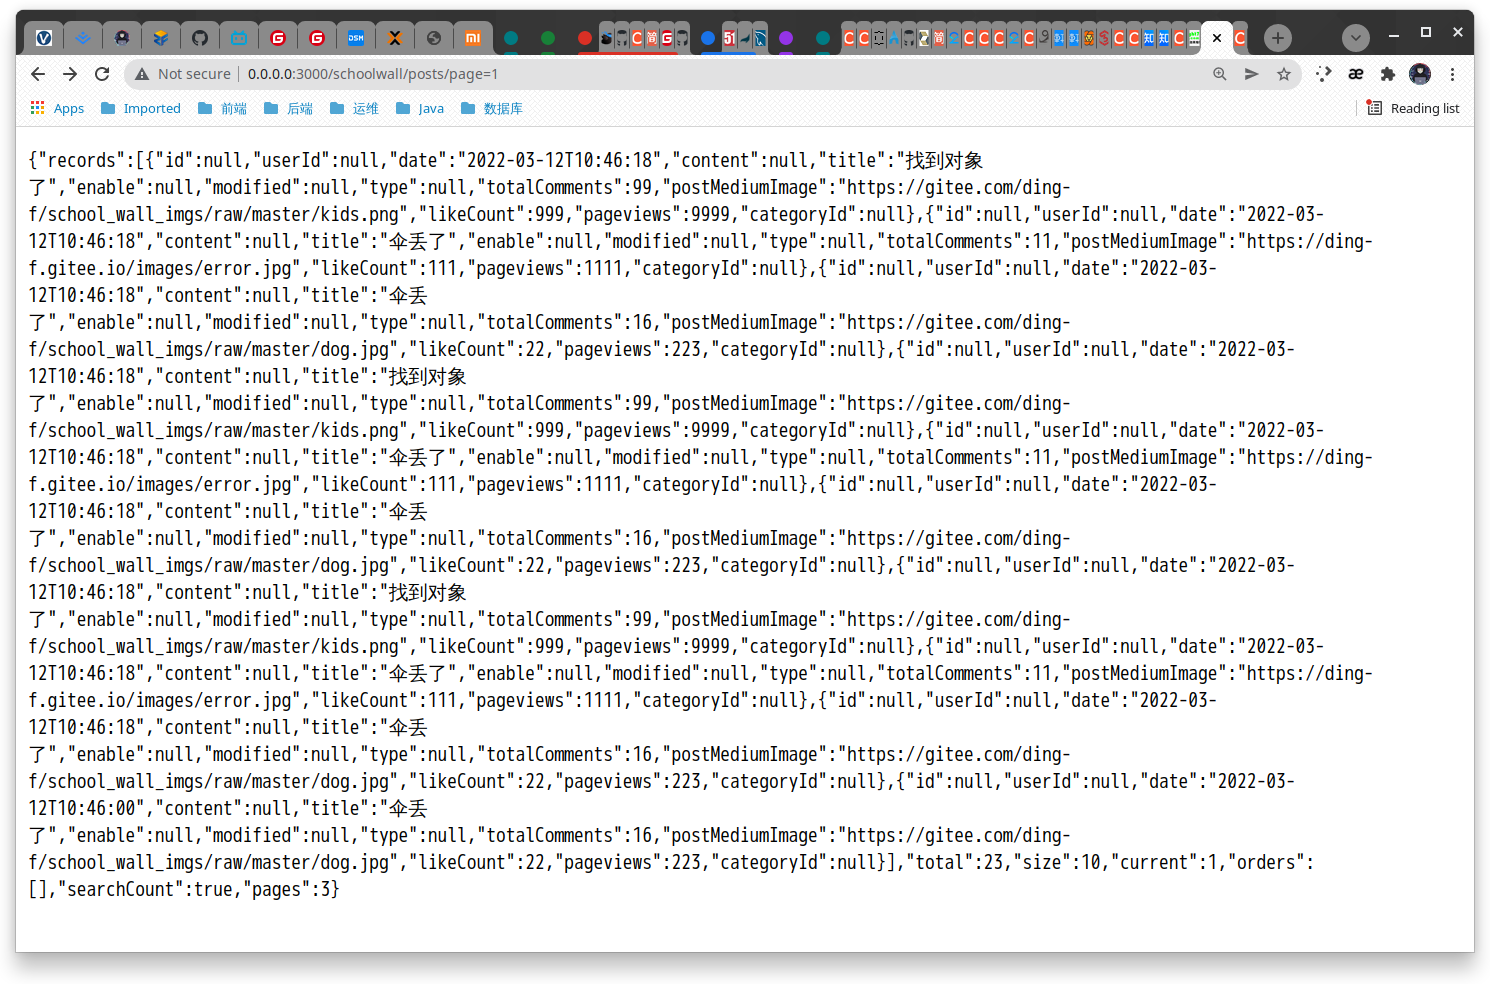 Not secure | 0.0.0.0:3000/schoolwall/posts/page=1
Apps Imported 前端 后端 运维 Java 数据库 Reading list
{"records":[{"id":null,"userId":null,"date":"2022-03-12T10:46:18","content":null,"title":"找到对象
了","enable":null,"modified":null,"type":null,"totalComments":99,"postMediumImage":"https://gitee.com/ding-
f/school_wall_imgs/raw/master/kids.png","likeCount":999,"pageviews":9999,"categoryId":null},{"id":null,"userId":null,"date":"2022-03-
12T10:46:18","content":null,"title":"伞丢了","enable":null,"modified":null,"type":null,"totalComments":11,"postMediumImage":"https://ding-
f.gitee.io/images/error.jpg","likeCount":111,"pageviews":1111,"categoryId":null},{"id":null,"userId":null,"date":"2022-03-
12T10:46:18","content":null,"title":"伞丢
了","enable":null,"modified":null,"type":null,"totalComments":16,"postMediumImage":"https://gitee.com/ding-
f/school_wall_imgs/raw/master/dog.jpg","likeCount":22,"pageviews":223,"categoryId":null},{"id":null,"userId":null,"date":"2022-03-
12T10:46:18","content":null,"title":"找到对象
了","enable":null,"modified":null,"type":null,"totalComments":99,"postMediumImage":"https://gitee.com/ding-
f/school_wall_imgs/raw/master/kids.png","likeCount":999,"pageviews":9999,"categoryId":null},{"id":null,"userId":null,"date":"2022-03-
12T10:46:18","content":null,"title":"伞丢了","enable":null,"modified":null,"type":null,"totalComments":11,"postMediumImage":"https://ding-
f.gitee.io/images/error.jpg","likeCount":111,"pageviews":1111,"categoryId":null},{"id":null,"userId":null,"date":"2022-03-
12T10:46:18","content":null,"title":"伞丢
了","enable":null,"modified":null,"type":null,"totalComments":16,"postMediumImage":"https://gitee.com/ding-
f/school_wall_imgs/raw/master/dog.jpg","likeCount":22,"pageviews":223,"categoryId":null},{"id":null,"userId":null,"date":"2022-03-
12T10:46:18","content":null,"title":"找到对象
了","enable":null,"modified":null,"type":null,"totalComments":99,"postMediumImage":"https://gitee.com/ding-
f/school_wall_imgs/raw/master/kids.png","likeCount":999,"pageviews":9999,"categoryId":null},{"id":null,"userId":null,"date":"2022-03-
12T10:46:18","content":null,"title":"伞丢了","enable":null,"modified":null,"type":null,"totalComments":11,"postMediumImage":"https://ding-
f.gitee.io/images/error.jpg","likeCount":111,"pageviews":1111,"categoryId":null},{"id":null,"userId":null,"date":"2022-03-
12T10:46:18","content":null,"title":"伞丢
了","enable":null,"modified":null,"type":null,"totalComments":16,"postMediumImage":"https://gitee.com/ding-
f/school_wall_imgs/raw/master/dog.jpg","likeCount":22,"pageviews":223,"categoryId":null},{"id":null,"userId":null,"date":"2022-03-
12T10:46:00","content":null,"title":"伞丢
了","enable":null,"modified":null,"type":null,"totalComments":16,"postMediumImage":"https://gitee.com/ding-
f/school_wall_imgs/raw/master/dog.jpg","likeCount":22,"pageviews":223,"categoryId":null}],"total":23,"size":10,"current":1,"orders":
[],"searchCount":true,"pages":3}